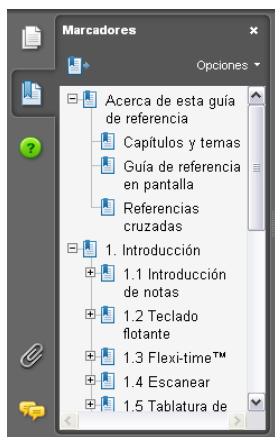 Marcadores
Opciones
Acerca de esta guía
de referencia
Capítulos y temas
Guía de referencia
en pantalla
Referencias
cruzadas
1. Introducción
1.1 Introducción
de notas
1.2 Teclado
flotante
1.3 Flexi-time™
1.4 Escanear
1.5 Tablatura de